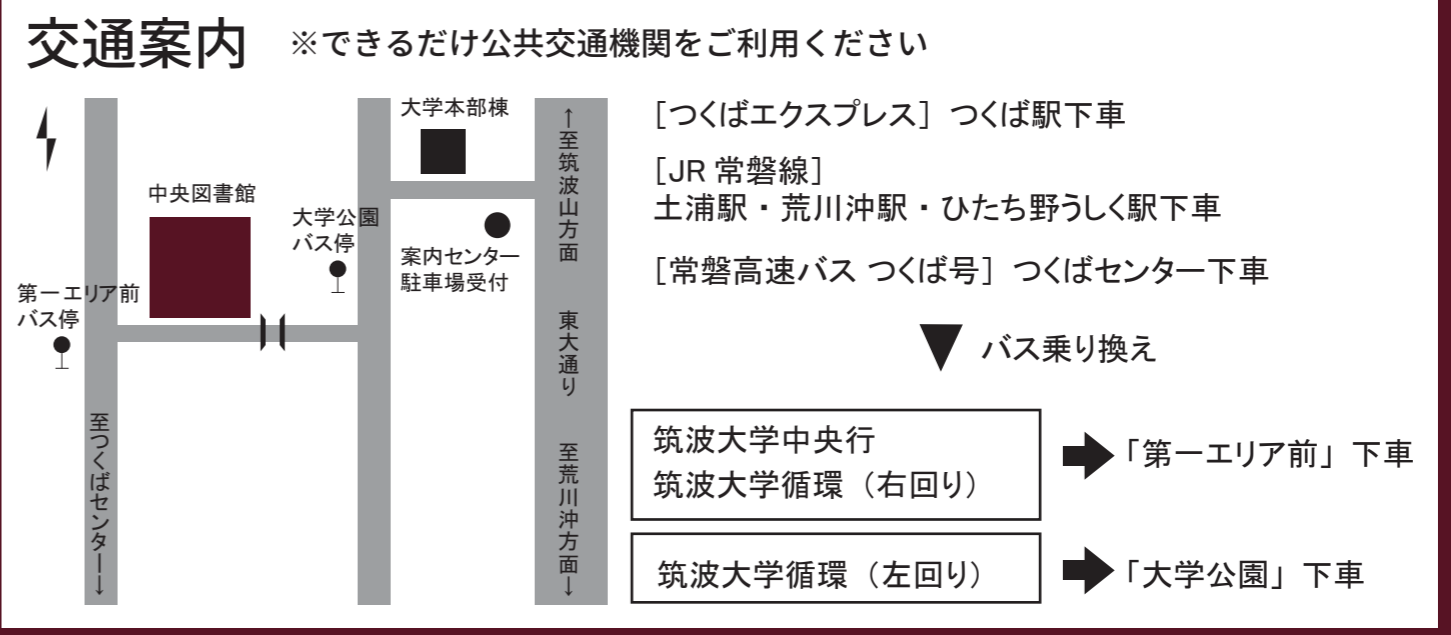 交通案内 ※できるだけ公共交通機関をご利用ください
大学本部棟
中央図書館
大学公園
バス停
案内センター
駐車場受付
第一エリア前
バス停
↑至筑波山方面
東大通り
至荒川沖方面↓
至つくばセンター↓
[つくばエクスプレス] つくば駅下車
[JR 常磐線]
土浦駅・荒川沖駅・ひたち野うしく駅下車
[常磐高速バス つくば号] つくばセンター下車
▼ バス乗り換え
筑波大学中央行
筑波大学循環（右回り）
➡「第一エリア前」下車
筑波大学循環（左回り）
➡「大学公園」下車